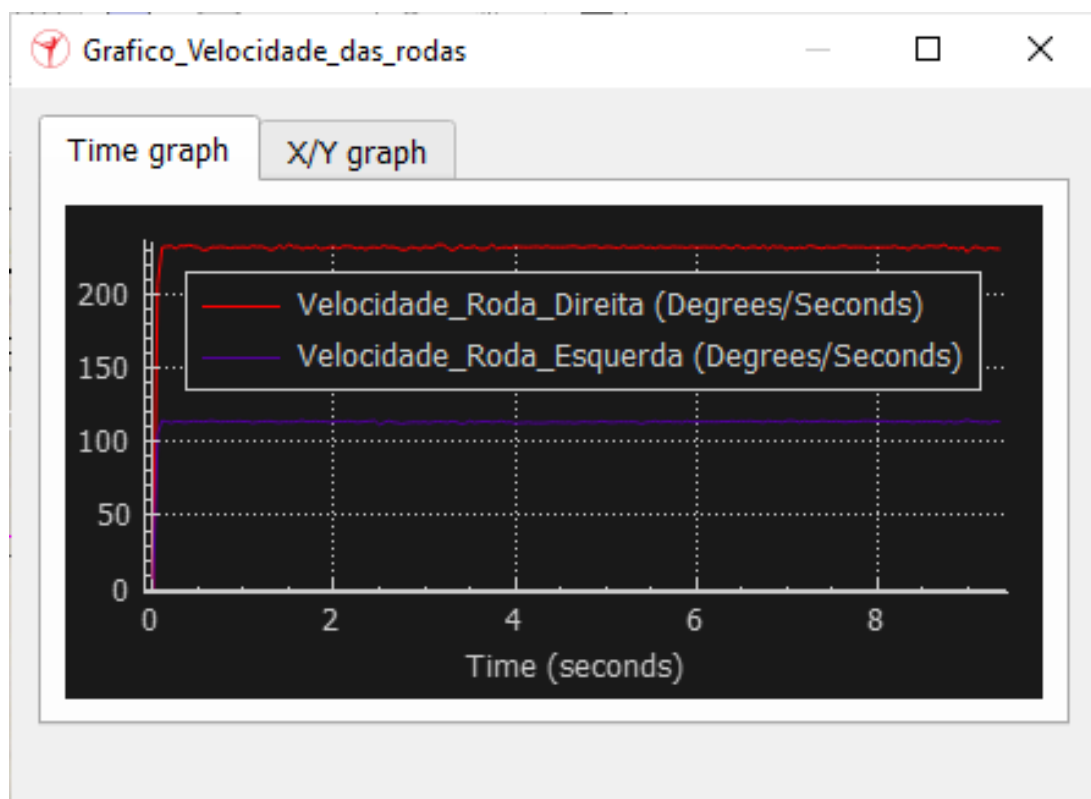 Grafico_Velocidade_das_rodas
Time graph
X/Y graph
200
150
100
50
0
Velocidade_Roda_Direita (Degrees/Seconds)
Velocidade_Roda_Esquerda (Degrees/Seconds)
0 2 4 6 8
Time (seconds)